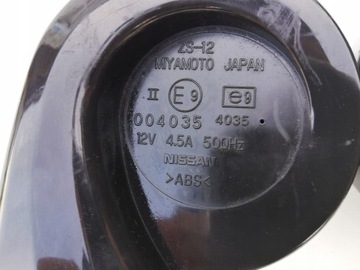 ZS-12
MIYAMOTO JAPAN
II E9 e9
004035 4035
12V 4.5A 500Hz
NISSAN
>ABS<